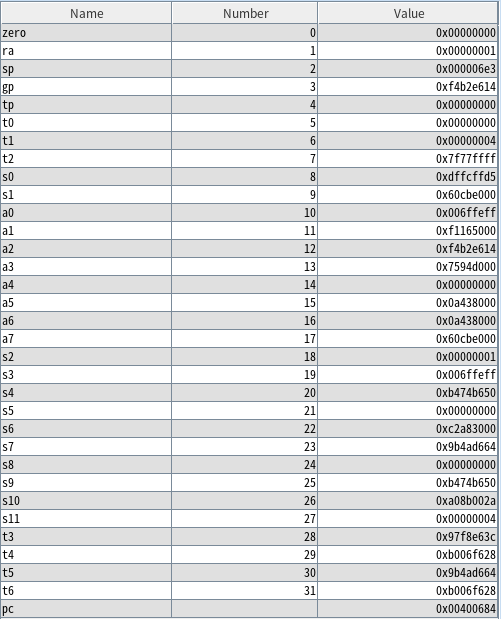 Name Number Value
zero 0 0x00000000
ra 1 0x00000001
sp 2 0x000006e3
gp 3 0xf4b2e614
tp 4 0x00000000
t0 5 0x00000000
t1 6 0x00000004
t2 7 0x7f77ffff
s0 8 0xdffcffd5
s1 9 0x60cbe000
a0 10 0x006ffeff
a1 11 0xf1165000
a2 12 0xf4b2e614
a3 13 0x7594d000
a4 14 0x00000000
a5 15 0x0a438000
a6 16 0x0a438000
a7 17 0x60cbe000
s2 18 0x00000001
s3 19 0x006ffeff
s4 20 0xb474b650
s5 21 0x00000000
s6 22 0xc2a83000
s7 23 0x9b4ad664
s8 24 0x00000000
s9 25 0xb474b650
s10 26 0xa08b002a
s11 27 0x00000004
t3 28 0x97f8e63c
t4 29 0xb006f628
t5 30 0x9b4ad664
t6 31 0xb006f628
pc 0x00400684